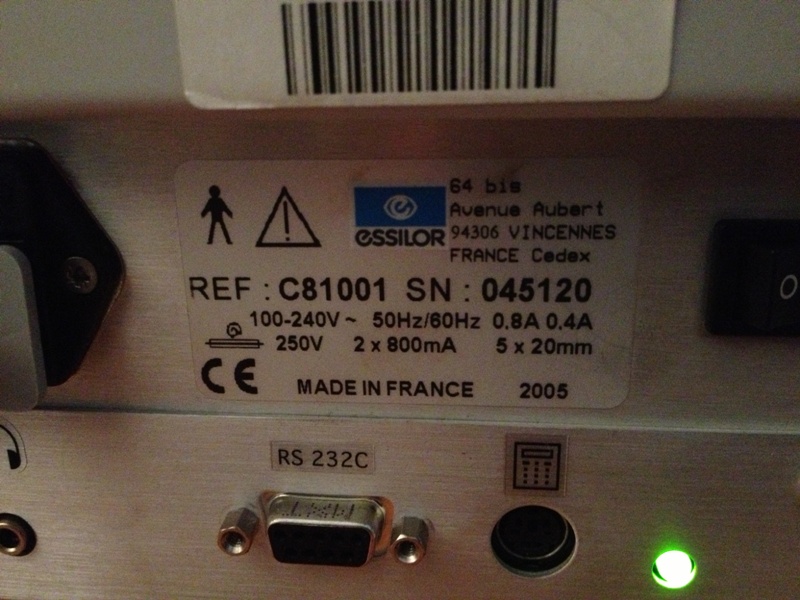 64 bis
Avenue Aubert
essilor 94306 VINCENNES
FRANCE Cedex
REF : C81001 SN : 045120
100-240V ~ 50Hz/60Hz 0.8A 0.4A
250V 2 x 800mA 5 x 20mm
CE MADE IN FRANCE 2005
RS 232C
O